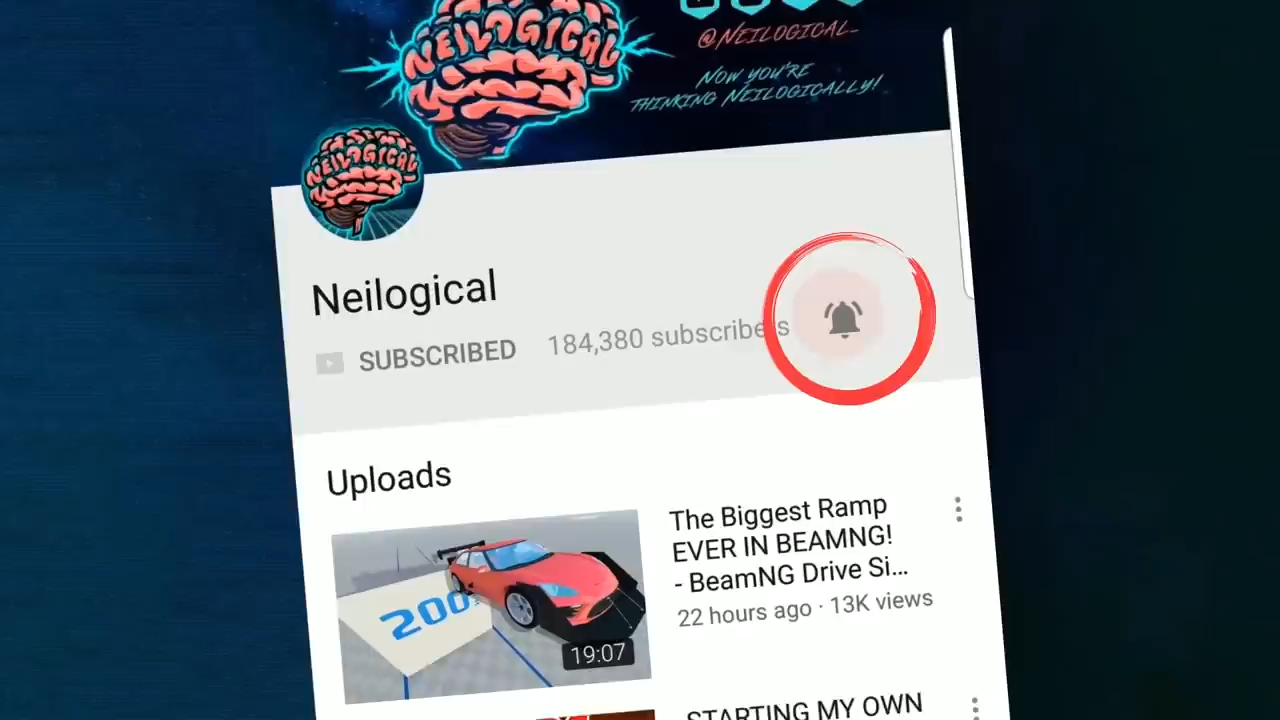 NEILOGICAL
@NEILOGICAL_
NOW YOU'RE
THINKING NEILOGICALLY!
NEILOGICAL
Neilogical
SUBSCRIBED 184,380 subscribers
Uploads
The Biggest Ramp
EVER IN BEAMNG!
- BeamNG Drive Si...
22 hours ago · 13K views
200
19:07
STARTING MY OWN